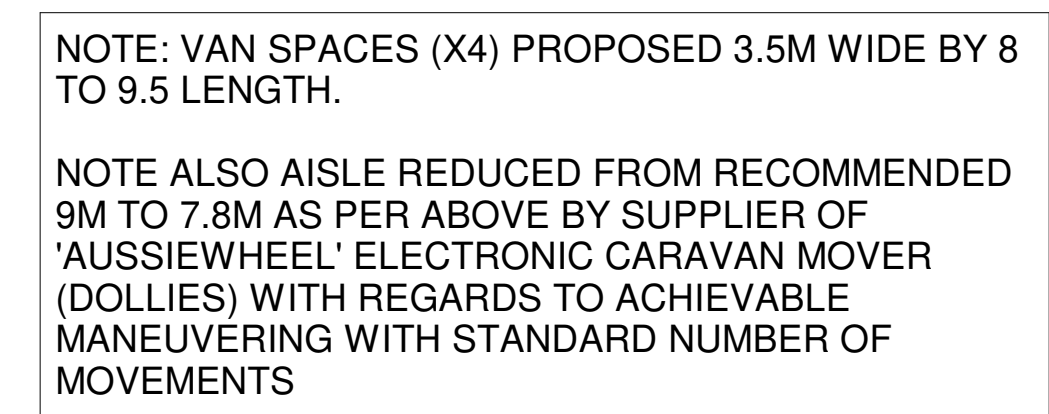 NOTE: VAN SPACES (X4) PROPOSED 3.5M WIDE BY 8
TO 9.5 LENGTH.
NOTE ALSO AISLE REDUCED FROM RECOMMENDED
9M TO 7.8M AS PER ABOVE BY SUPPLIER OF
'AUSSIEWHEEL' ELECTRONIC CARAVAN MOVER
(DOLLIES) WITH REGARDS TO ACHIEVABLE
MANEUVERING WITH STANDARD NUMBER OF
MOVEMENTS